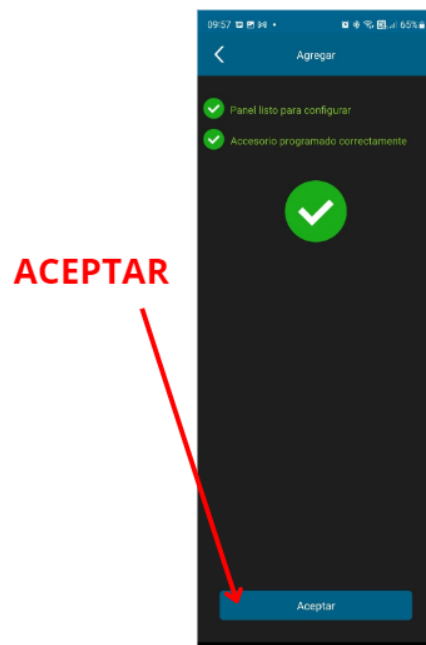 09:57
65%
Agregar
Panel listo para configurar
Accesorio programado correctamente
ACEPTAR
Aceptar